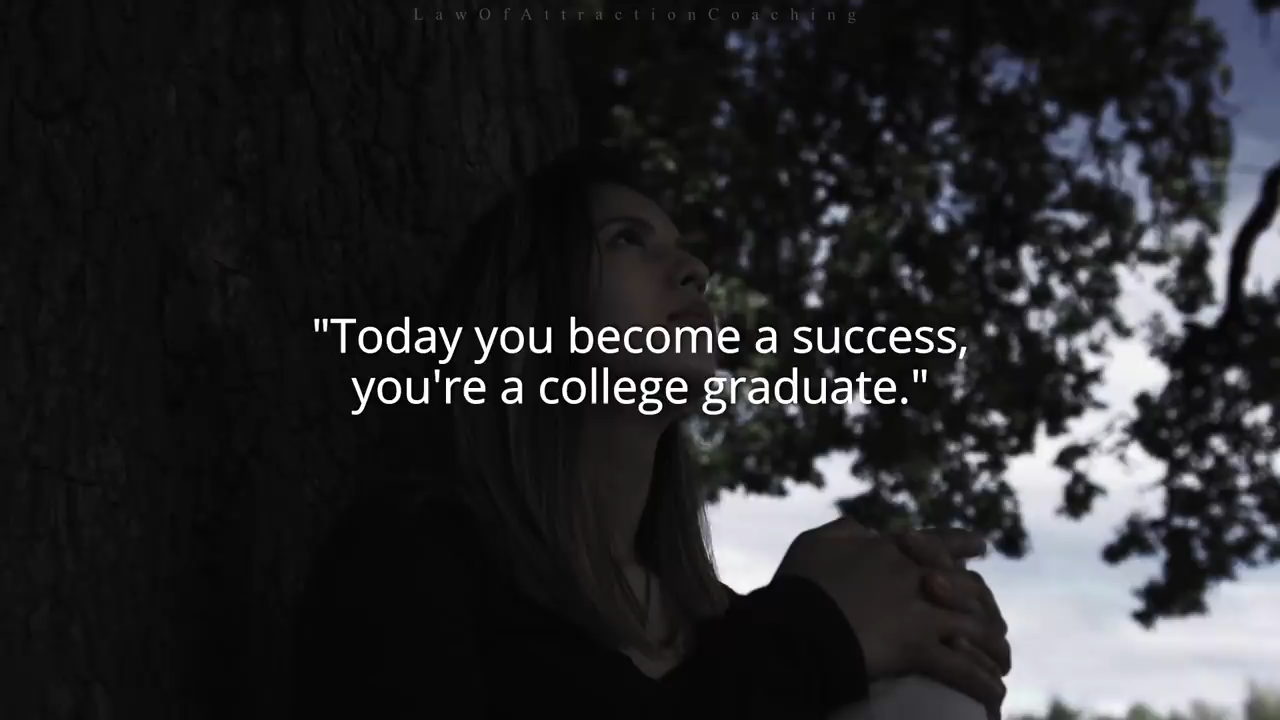 LawOfAttractionCoaching
"Today you become a success,
you're a college graduate."